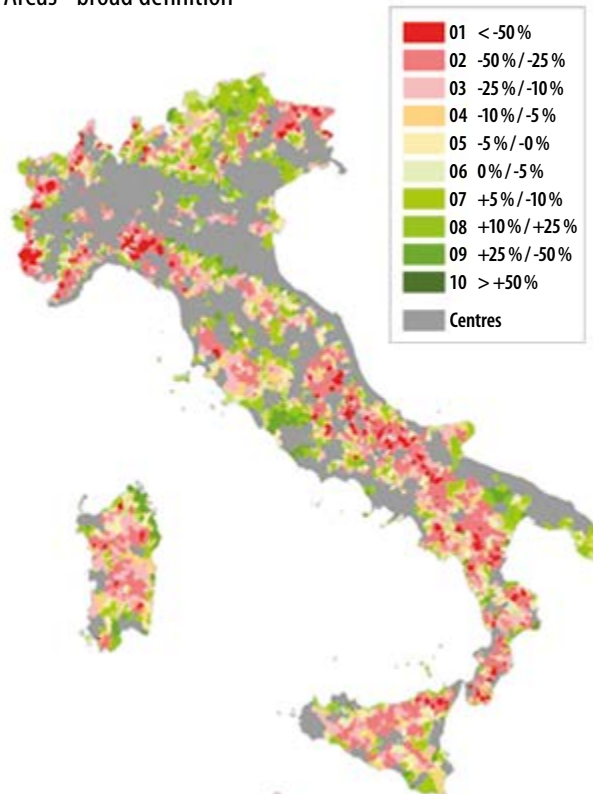 Areas - broad definition
01 < -50 %
02 -50 % / -25 %
03 -25 % / -10 %
04 -10 % / -5 %
05 -5 % / -0 %
06 0 % / -5 %
07 +5 % / -10 %
08 +10 % / +25 %
09 +25 % / -50 %
10 > +50 %
Centres